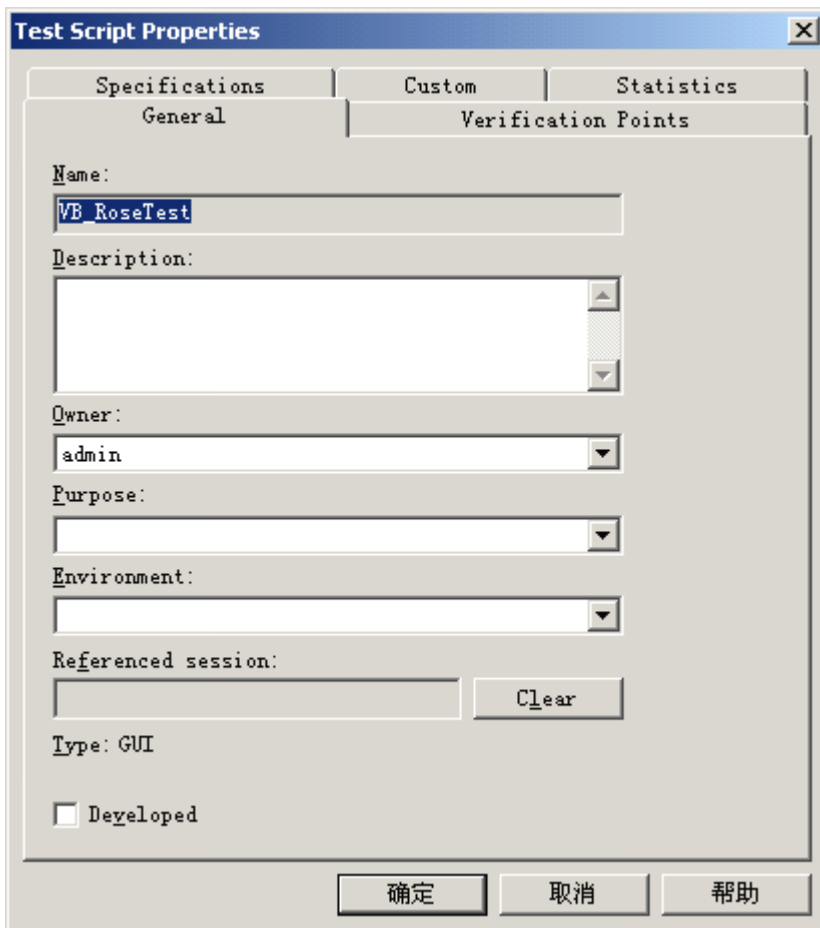 Test Script Properties
Specifications Custom Statistics
General Verification Points
Name:
VB_RoseTest
Description:
Owner:
admin
Purpose:
Environment:
Referenced session:
Clear
Type: GUI
Developed
确定 取消 帮助